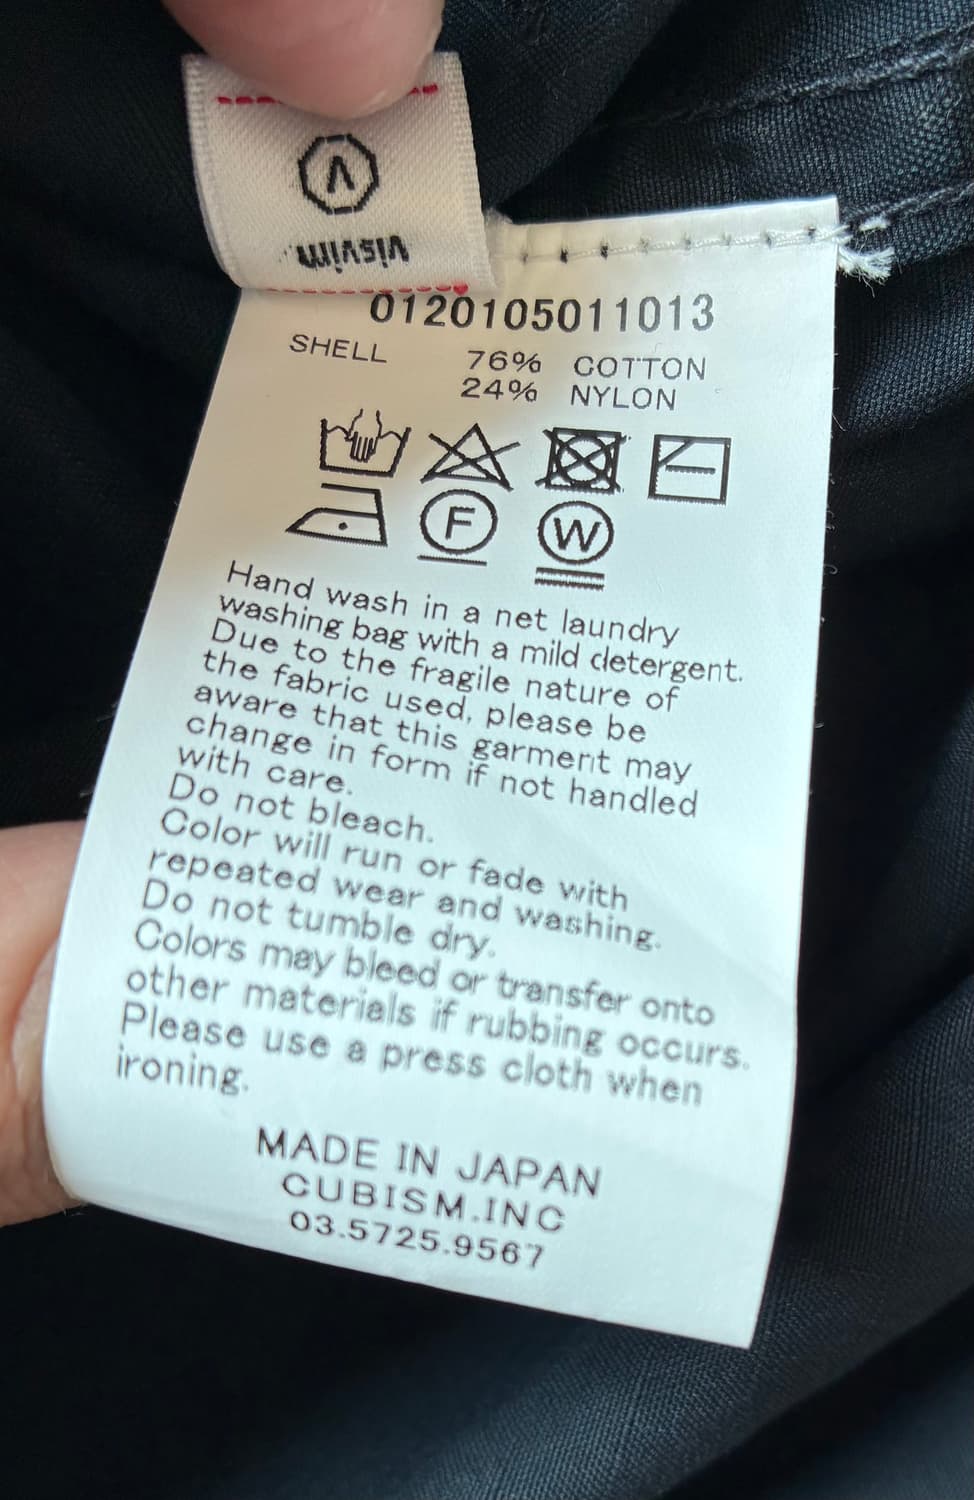 V
visvim.
0120105011013
SHELL 76% COTTON
24% NYLON
F W
Hand wash in a net laundry
washing bag with a mild detergent.
Due to the fragile nature of
the fabric used, please be
aware that this garment may
change in form if not handled
with care.
Do not bleach.
Color will run or fade with
repeated wear and washing.
Do not tumble dry.
Colors may bleed or transfer onto
other materials if rubbing occurs.
Please use a press cloth when
ironing.
MADE IN JAPAN
CUBISM.INC
03.5725.9567